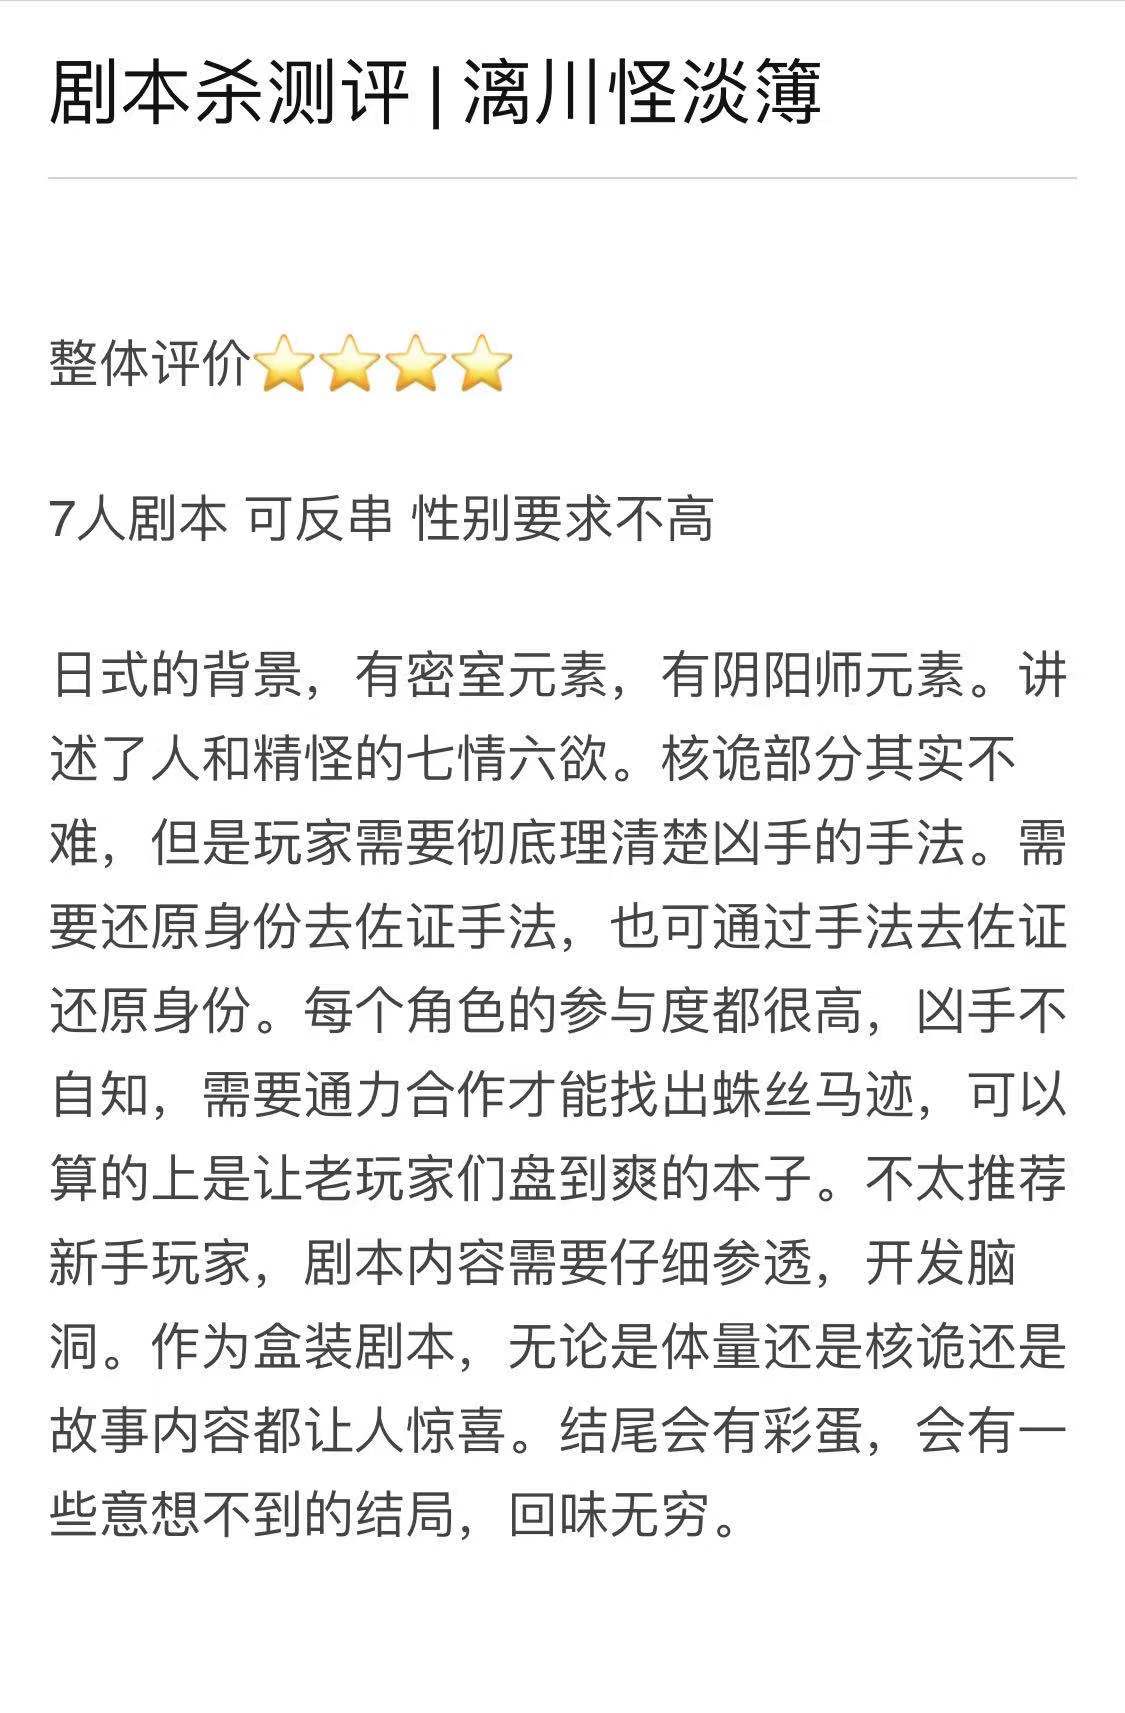 剧本杀测评 | 漓川怪淡簿
整体评价⭐⭐⭐⭐
7人剧本 可反串 性别要求不高
日式的背景，有密室元素，有阴阳师元素。讲
述了人和精怪的七情六欲。核诡部分其实不
难，但是玩家需要彻底理清楚凶手的手法。需
要还原身份去佐证手法，也可通过手法去佐证
还原身份。每个角色的参与度都很高，凶手不
自知，需要通力合作才能找出蛛丝马迹，可以
算的上是让老玩家们盘到爽的本子。不太推荐
新手玩家，剧本内容需要仔细参透，开发脑
洞。作为盒装剧本，无论是体量还是核诡还是
故事内容都让人惊喜。结尾会有彩蛋，会有一
些意想不到的结局，回味无穷。